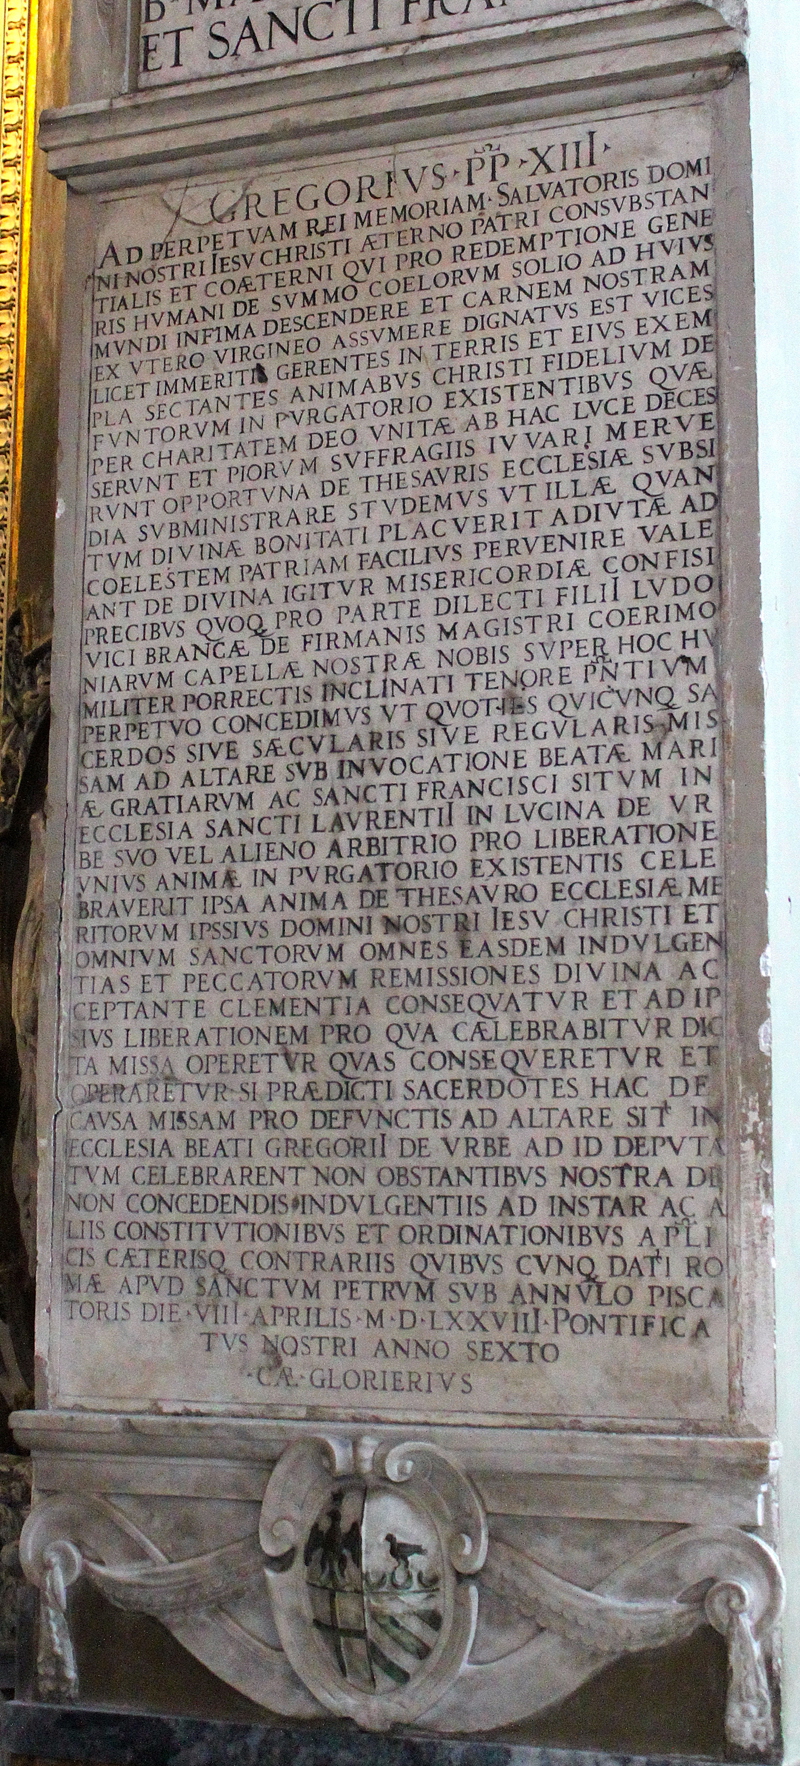 ET SANCTI FRAN
GREGORIVS·PP·XIII·
AD PERPETVAM REI MEMORIAM·SALVATORIS DOMI
NI NOSTRI IESV CHRISTI ÆTERNO PATRI CONSVBSTAN
TIALIS ET COÆTERNI QVI PRO REDEMPTIONE GENE
RIS HVMANI DE SVMMO COELORVM SOLIO AD HVIVS
MVNDI INFIMA DESCENDERE ET CARNEM NOSTRAM
EX VTERO VIRGINEO ASSVMERE DIGNATVS EST VICES
LICET IMMERITI GERENTES IN TERRIS ET EIVS EXEM
PLA SECTANTES ANIMABVS CHRISTI FIDELIVM DE
FVNTORVM IN PVRGATORIO EXISTENTIBVS QVÆ
PER CHARITATEM DEO VNITÆ AB HAC LVCE DECES
SERVNT ET PIORVM SVFFRAGIIS IVVARI MERVE
RVNT OPPORTVNA DE THESAVRIS ECCLESIÆ SVBSI
DIA SVBMINISTRARE STVDEMVS VT ILLÆ QVAN
TVM DIVINÆ BONITATI PLACVERIT ADIVTÆ AD
COELESTEM PATRIAM FACILIVS PERVENIRE VALE
ANT DE DIVINA IGITVR MISERICORDIÆ CONFISI
PRECIBVS QVOQ PRO PARTE DILECTI FILII LVDO
VICI BRANCÆ DE FIRMANIS MAGISTRI COERIMO
NIARVM CAPELLÆ NOSTRÆ NOBIS SVPER HOC HV
MILITER PORRECTIS INCLINATI TENORE PÑTIVM
PERPETVO CONCEDIMVS VT QVOTIES QVICVNQ SA
CERDOS SIVE SÆCVLARIS SIVE REGVLARIS MIS
SAM AD ALTARE SVB INVOCATIONE BEATÆ MARI
Æ GRATIARVM AC SANCTI FRANCISCI SITVM IN
ECCLESIA SANCTI LAVRENTII IN LVCINA DE VR
BE SVO VEL ALIENO ARBITRIO PRO LIBERATIONE
VNIVS ANIMÆ IN PVRGATORIO EXISTENTIS CELE
BRAVERIT IPSA ANIMA DE THESAVRO ECCLESIÆ ME
RITORVM IPSSIVS DOMINI NOSTRI IESV CHRISTI ET
OMNIVM SANCTORVM OMNES EASDEM INDVLGEN
TIAS ET PECCATORVM REMISSIONES DIVINA AC
CEPTANTE CLEMENTIA CONSEQVATVR ET AD IP
SIVS LIBERATIONEM PRO QVA CÆLEBRABITVR DIC
TA MISSA OPERETVR QVAS CONSEQVERETVR ET
OPERARETVR SI PRÆDICTI SACERDOTES HAC DE
CAVSA MISSAM PRO DEFVNCTIS AD ALTARE SIT IN
ECCLESIA BEATI GREGORII DE VRBE AD ID DEPVTA
TVM CELEBRARENT NON OBSTANTIBVS NOSTRA DE
NON CONCEDENDIS INDVLGENTIIS AD INSTAR AC A
LIIS CONSTITVTIONIBVS ET ORDINATIONIBVS APLI
CIS CÆTERISQ CONTRARIIS QVIBVS CVNQ DATI RO
MÆ APVD SANCTVM PETRVM SVB ANNVLO PISCA
TORIS DIE·VIII·APRILIS·M·D·LXXVIII·PONTIFICA
TVS NOSTRI ANNO SEXTO
·CÆ·GLORIERIVS